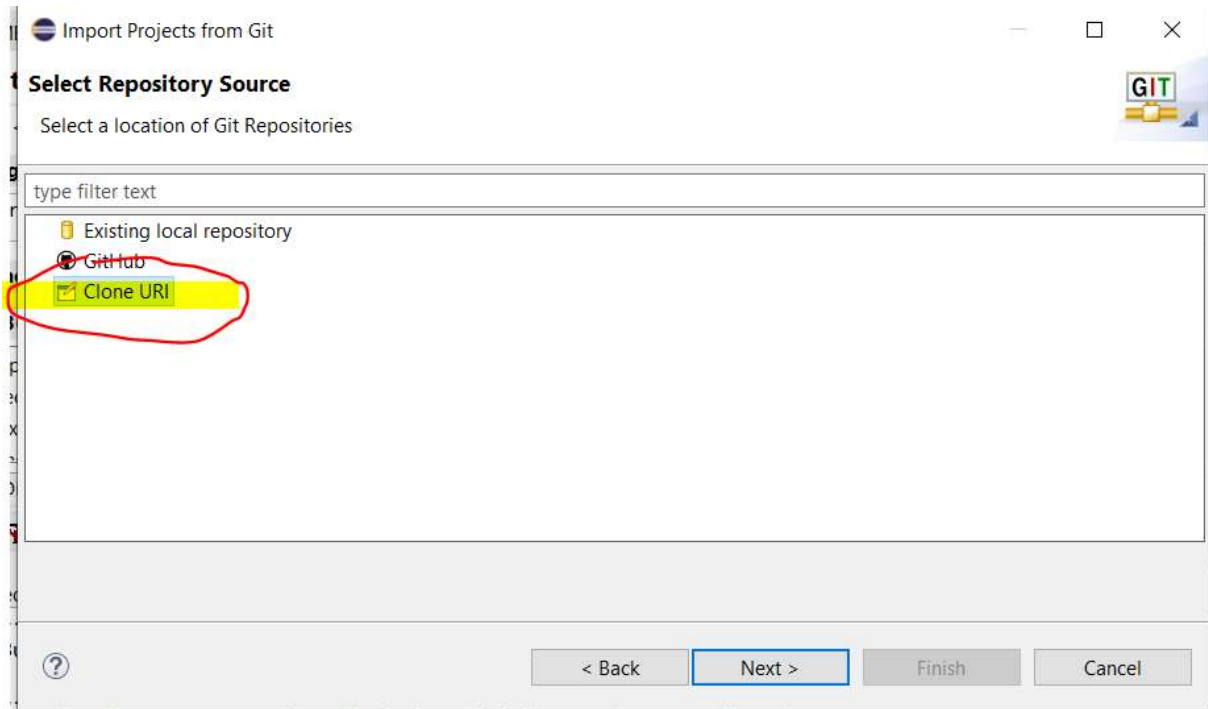 Import Projects from Git
Select Repository Source
GIT
Select a location of Git Repositories
type filter text
Existing local repository
GitHub
Clone URI
?
< Back
Next >
Finish
Cancel